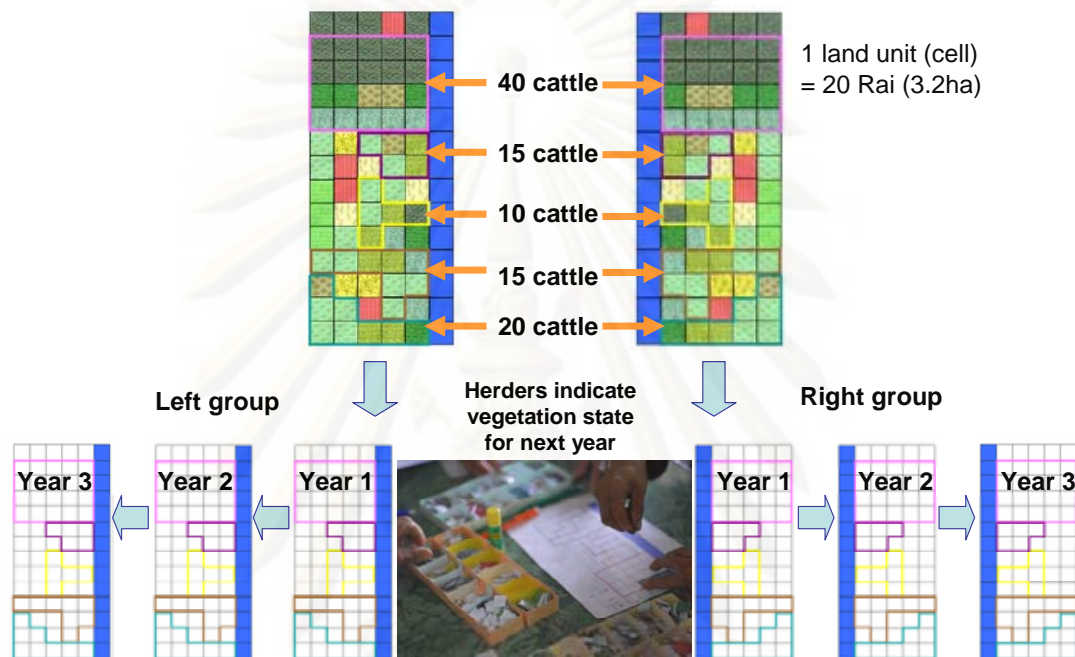 1 land unit (cell)
= 20 Rai (3.2ha)
40 cattle
15 cattle
10 cattle
15 cattle
20 cattle
Left group
Herders indicate
vegetation state
for next year
Right group
Year 3
Year 2
Year 1
Year 1
Year 2
Year 3